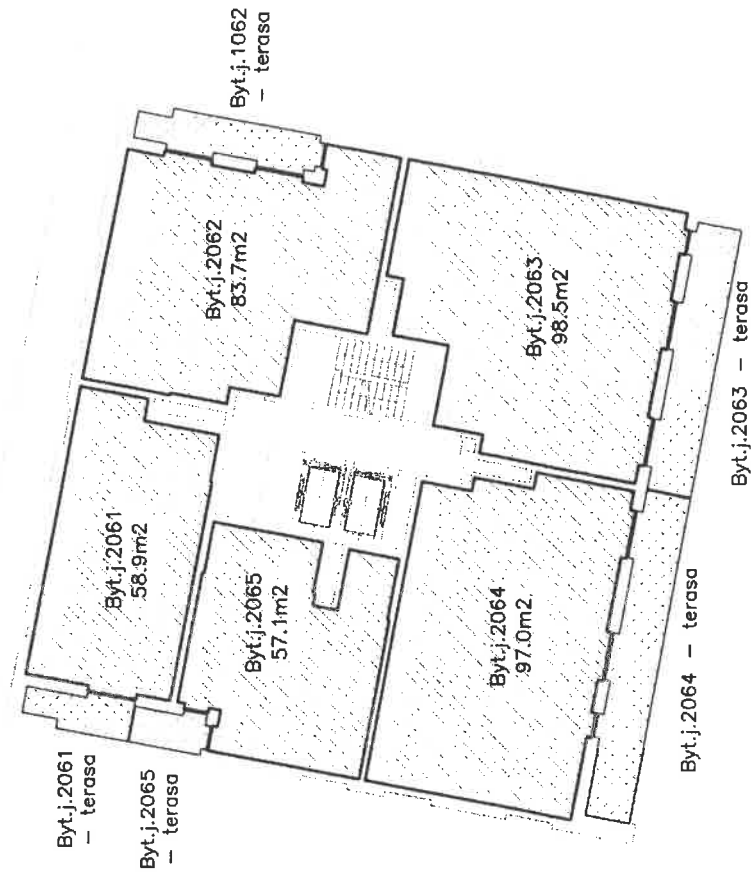 Byt.j.1062
– terasa
Byt.j.2062
83.7m2
Byt.j.2061
58.9m2
Byt.j.2063
98.5m2
Byt.j.2065
57.1m2
Byt.j.2064
97.0m2
Byt.j.2061
– terasa
Byt.j.2065
– terasa
Byt.j.2064 – terasa
Byt.j.2063 – terasa